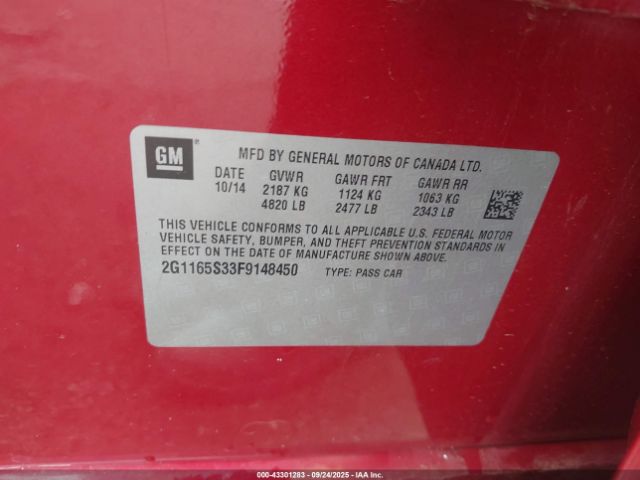 GM
MFD BY GENERAL MOTORS OF CANADA LTD.
DATE GVWR GAWR FRT GAWR RR
10/14 2187 KG 1124 KG 1063 KG
4820 LB 2477 LB 2343 LB
THIS VEHICLE CONFORMS TO ALL APPLICABLE U.S. FEDERAL MOTOR
VEHICLE SAFETY, BUMPER, AND THEFT PREVENTION STANDARDS IN
EFFECT ON THE DATE OF MANUFACTURE SHOWN ABOVE.
2G1165S33F9148450 TYPE: PASS CAR
000-43301283 - 09/24/2025 - IAA Inc.